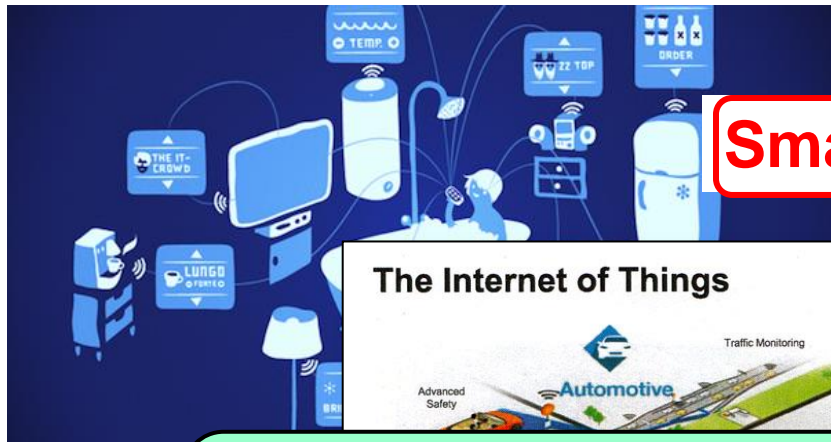 TEMP.
ZZ TOP
ORDER
THE IT-
CROWD
LUNGO
FORTE
Sma
The Internet of Things
Traffic Monitoring
Automotive
Advanced
Safety
BRI